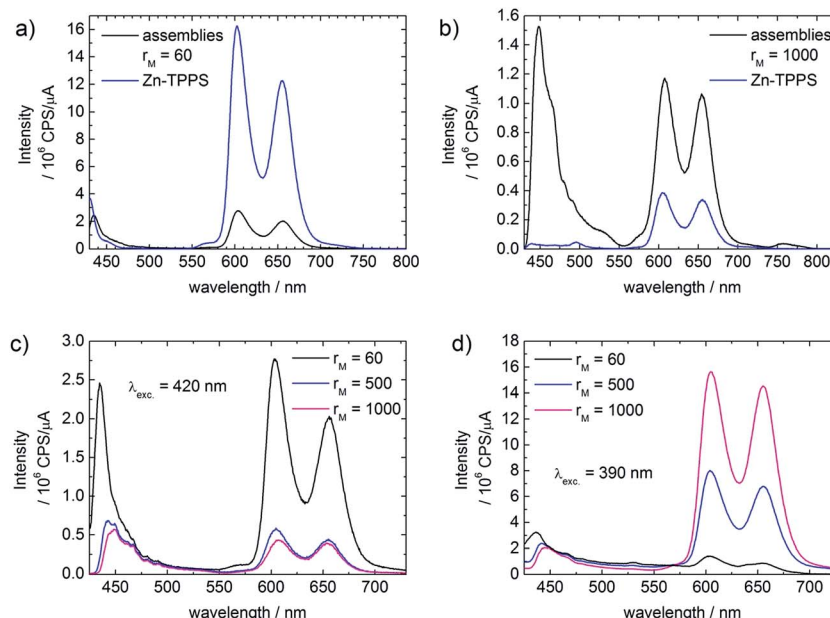 a)
assemblies
r_M = 60
Zn-TPPS
Intensity
/ 10⁶ CPS/µA
16
14
12
10
8
6
4
2
0
450 500 550 600 650 700 750 800
wavelength / nm
b)
assemblies
r_M = 1000
Zn-TPPS
Intensity
/ 10⁶ CPS/µA
1.6
1.4
1.2
1.0
0.8
0.6
0.4
0.2
0.0
450 500 550 600 650 700 750 800
wavelength / nm
c)
λ_exc. = 420 nm
r_M = 60
r_M = 500
r_M = 1000
Intensity
/ 10⁶ CPS/µA
3.0
2.5
2.0
1.5
1.0
0.5
0.0
450 500 550 600 650 700
wavelength / nm
d)
r_M = 60
r_M = 500
r_M = 1000
λ_exc. = 390 nm
Intensity
/ 10⁶ CPS/µA
18
16
14
12
10
8
6
4
2
0
450 500 550 600 650 700
wavelength / nm